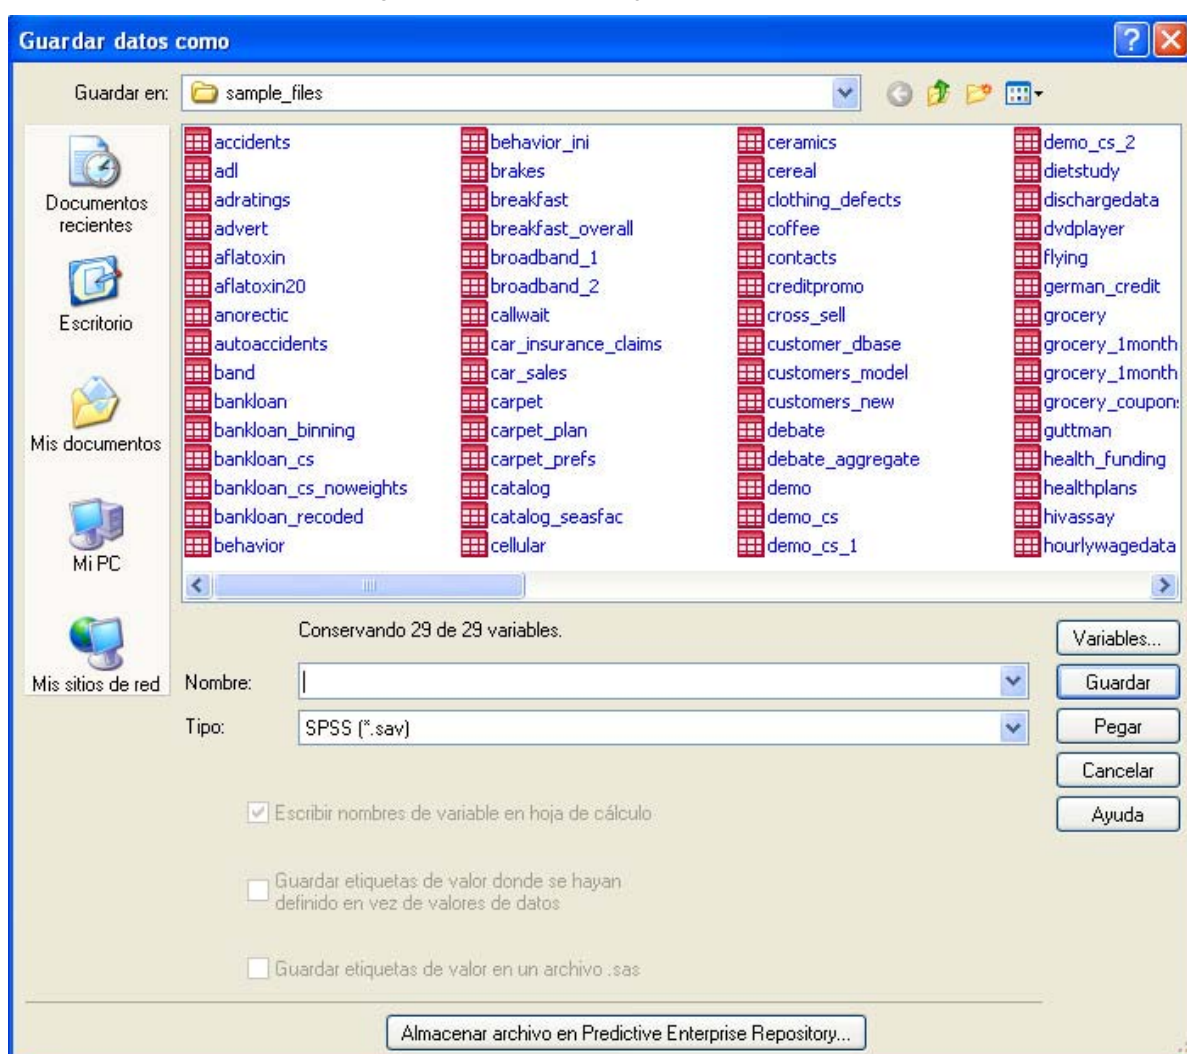 Guardar datos como
Guardar en: sample_files
Documentos recientes
Escritorio
Mis documentos
Mi PC
Mis sitios de red
accidents
adl
adratings
advert
aflatoxin
aflatoxin20
anorectic
autoaccidents
band
bankloan
bankloan_binning
bankloan_cs
bankloan_cs_noweights
bankloan_recoded
behavior
behavior_ini
brakes
breakfast
breakfast_overall
broadband_1
broadband_2
callwait
car_insurance_claims
car_sales
carpet
carpet_plan
carpet_prefs
catalog
catalog_seasfac
cellular
ceramics
cereal
clothing_defects
coffee
contacts
creditpromo
cross_sell
customer_dbase
customers_model
customers_new
debate
debate_aggregate
demo
demo_cs
demo_cs_1
demo_cs_2
dietstudy
dischargedata
dvdplayer
flying
german_credit
grocery
grocery_1month
grocery_1month
grocery_coupons
guttman
health_funding
healthplans
hivassay
hourlywagedata
Conservando 29 de 29 variables.
Nombre:
Tipo: SPSS (*.sav)
Variables...
Guardar
Pegar
Cancelar
Ayuda
Escribir nombres de variable en hoja de cálculo
Guardar etiquetas de valor donde se hayan
definido en vez de valores de datos
Guardar etiquetas de valor en un archivo .sas
Almacenar archivo en Predictive Enterprise Repository...